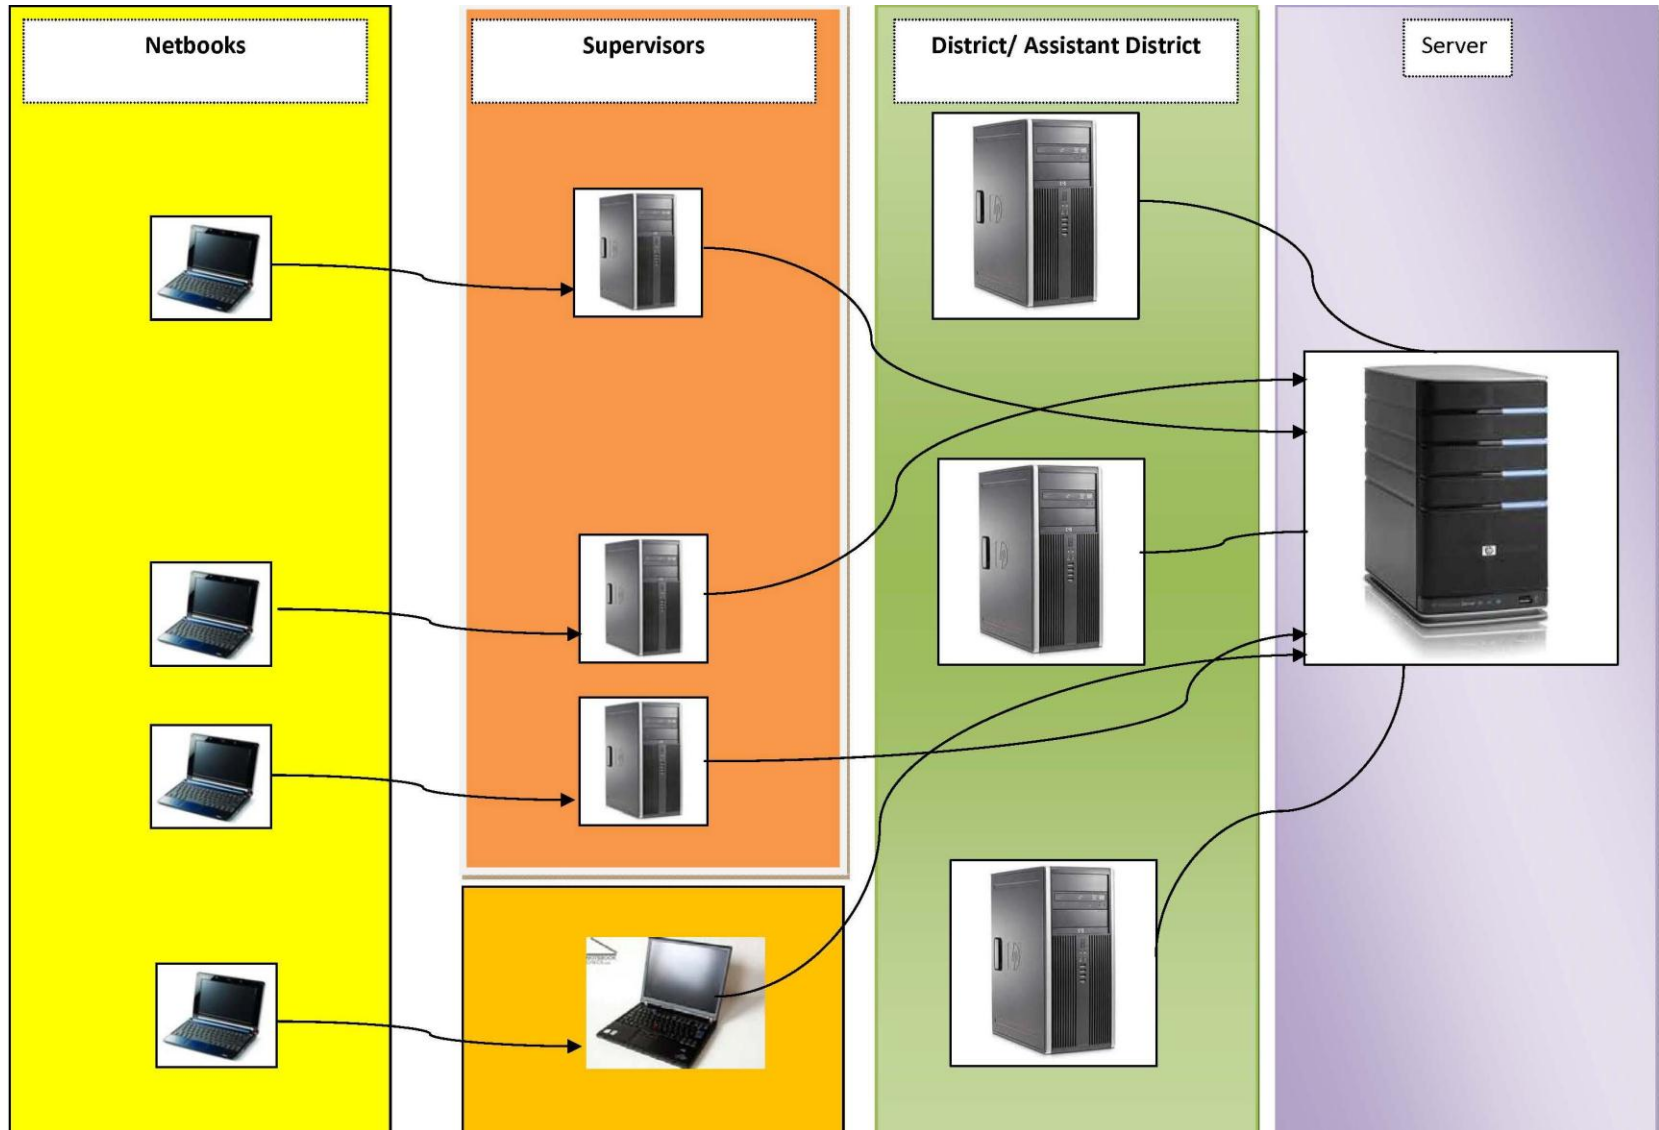 Netbooks
Supervisors
District/ Assistant District
Server